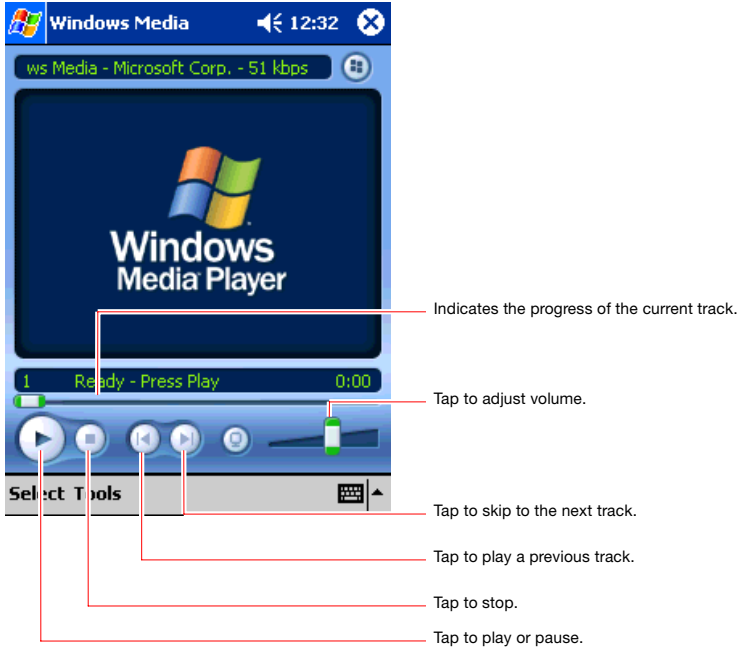 Windows Media 12:32
ws Media - Microsoft Corp. - 51 kbps
Windows
Media Player
Indicates the progress of the current track.
1 Ready - Press Play 0:00
Tap to adjust volume.
Select Tools
Tap to skip to the next track.
Tap to play a previous track.
Tap to stop.
Tap to play or pause.